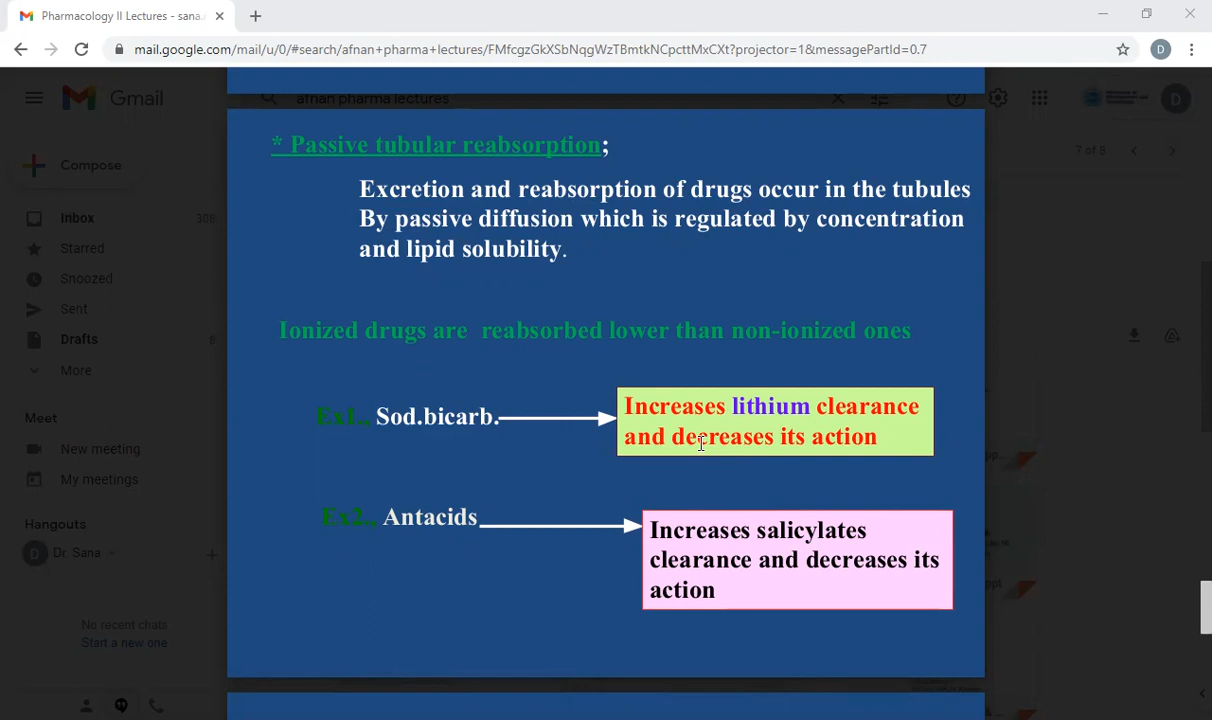 Pharmacology II Lectures - sana.
mail.google.com/mail/u/0/#search/afnan+pharma+lectures/FMfcgzGkXSbNqgWzTBmtkNCpcttMxCXt?projector=1&messagePartId=0.7
D
Gmail
afnan pharma lectures
D
Compose
7 of 8
Inbox
308
Starred
Snoozed
Sent
Drafts
More
Meet
New meeting
My meetings
Hangouts
D Dr. Sana
No recent chats
Start a new one
* Passive tubular reabsorption;
Excretion and reabsorption of drugs occur in the tubules
By passive diffusion which is regulated by concentration
and lipid solubility.
Ionized drugs are reabsorbed lower than non-ionized ones
Ex1., Sod.bicarb.
Increases lithium clearance
and decreases its action
Ex2., Antacids
Increases salicylates
clearance and decreases its
action